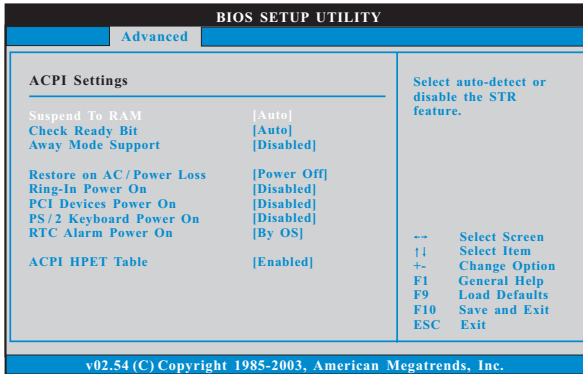 BIOS SETUP UTILITY
Advanced
ACPI Settings
Suspend To RAM [Auto]
Check Ready Bit [Auto]
Away Mode Support [Disabled]
Restore on AC / Power Loss [Power Off]
Ring-In Power On [Disabled]
PCI Devices Power On [Disabled]
PS / 2 Keyboard Power On [Disabled]
RTC Alarm Power On [By OS]
ACPI HPET Table [Enabled]
Select auto-detect or
disable the STR
feature.
←→ Select Screen
↑↓ Select Item
+- Change Option
F1 General Help
F9 Load Defaults
F10 Save and Exit
ESC Exit
v02.54 (C) Copyright 1985-2003, American Megatrends, Inc.